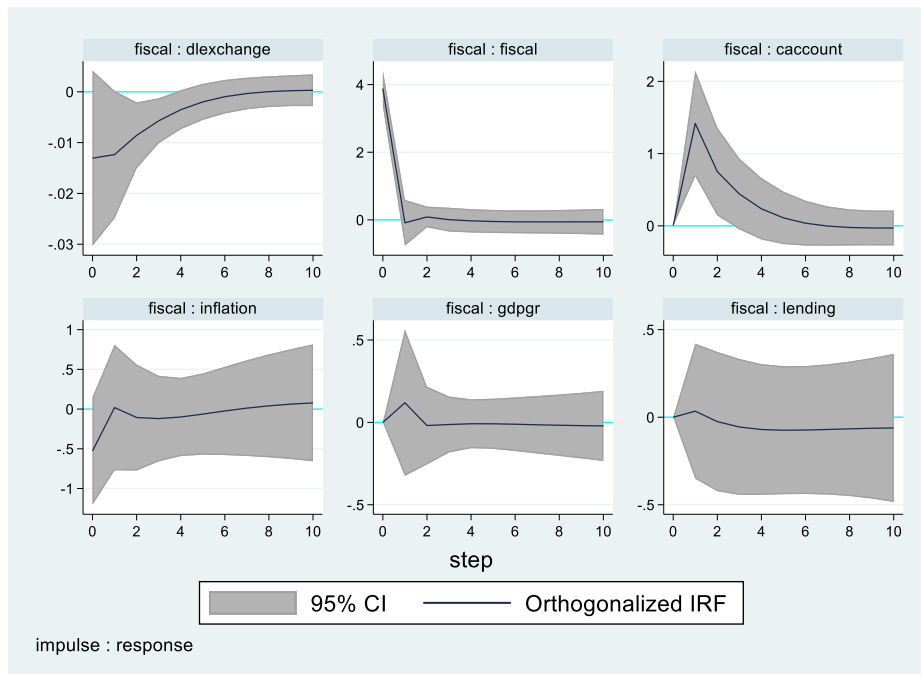 fiscal : dlexchange
fiscal : fiscal
fiscal : caccount
0
-.01
-.02
-.03
0 2 4 6 8 10
4
2
0
0 2 4 6 8 10
2
1
0
0 2 4 6 8 10
fiscal : inflation
fiscal : gdpgr
fiscal : lending
1
.5
0
-.5
-1
0 2 4 6 8 10
.5
0
-.5
0 2 4 6 8 10
.5
0
-.5
0 2 4 6 8 10
step
95% CI
Orthogonalized IRF
impulse : response